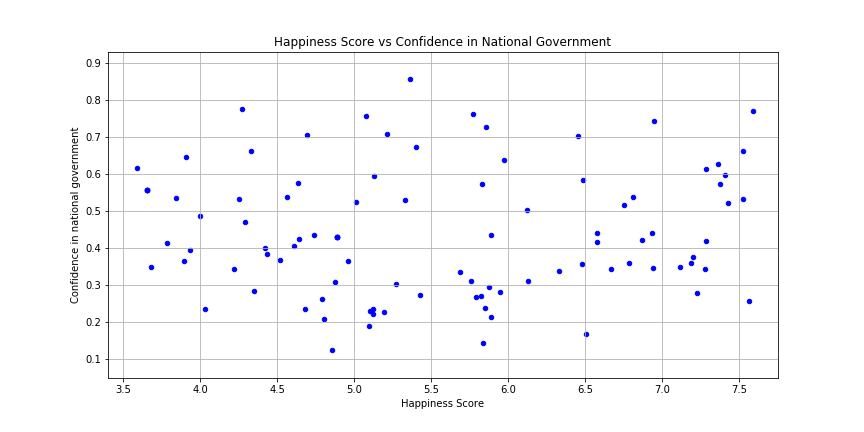 Happiness Score vs Confidence in National Government
Confidence in national government
0.9
0.8
0.7
0.6
0.5
0.4
0.3
0.2
0.1
3.5 4.0 4.5 5.0 5.5 6.0 6.5 7.0 7.5
Happiness Score